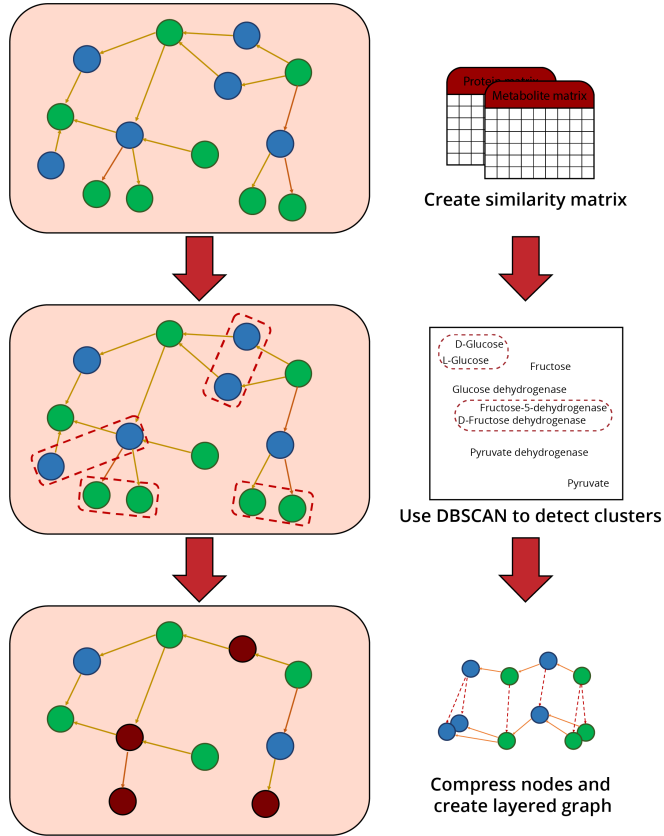 Protein matrix
Metabolite matrix
Create similarity matrix
D-Glucose
L-Glucose
Fructose
Glucose dehydrogenase
Fructose-5-dehydrogenase
D-Fructose dehydrogenase
Pyruvate dehydrogenase
Pyruvate
Use DBSCAN to detect clusters
Compress nodes and
create layered graph